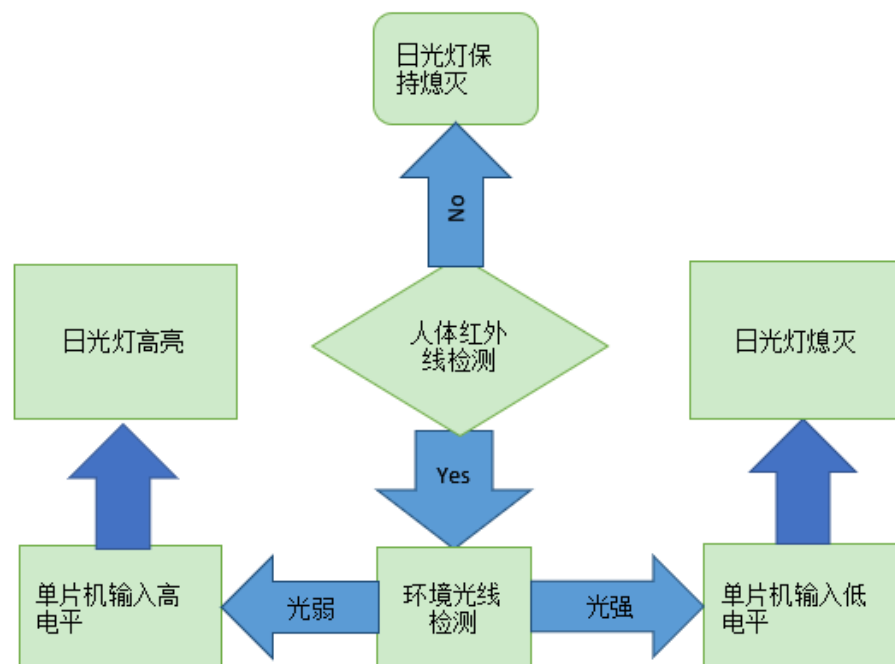 日光灯保
持熄灭
No
日光灯高亮
人体红外
线检测
日光灯熄灭
Yes
单片机输入高
电平
光弱
环境光线
检测
光强
单片机输入低
电平